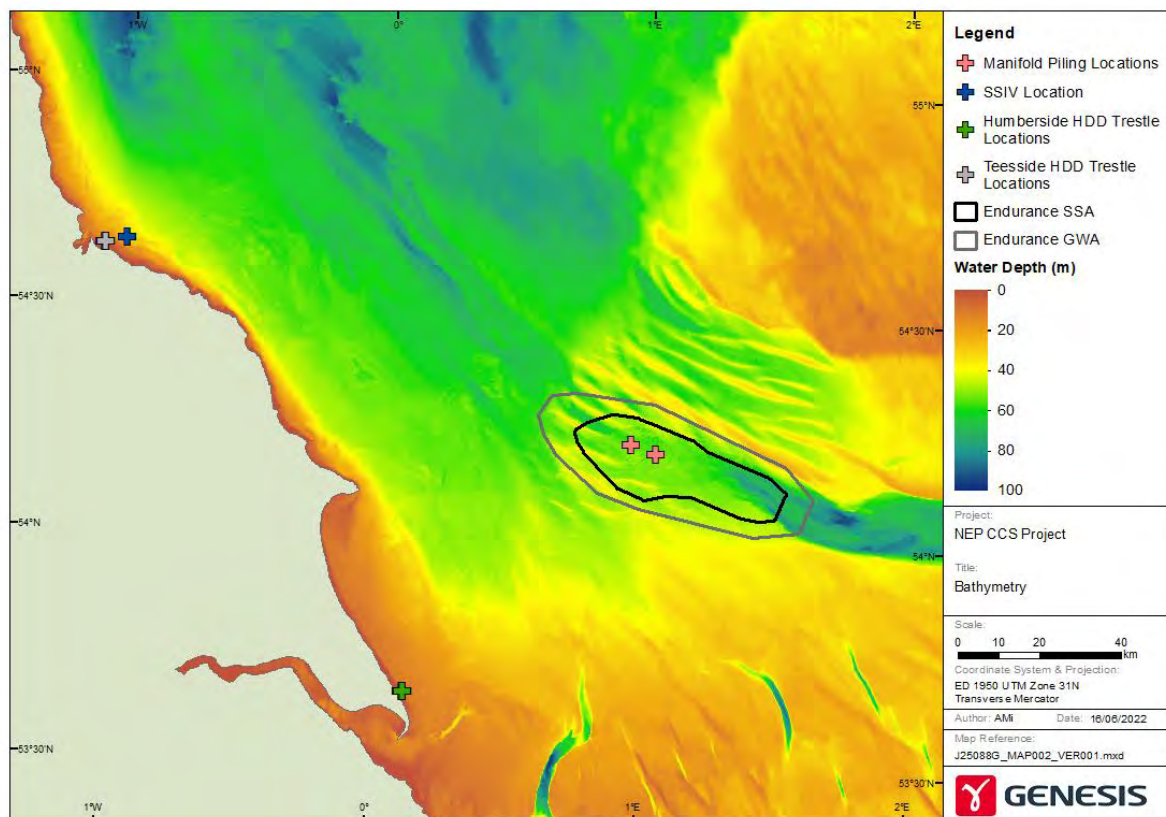 1°W
0°
1°E
2°E
55°N
55°N
54°30'N
54°30'N
54°N
54°N
53°30'N
53°30'N
1°W
0°
1°E
2°E
Legend
Manifold Piling Locations
SSIV Location
Humberside HDD Trestle
Locations
Teesside HDD Trestle
Locations
Endurance SSA
Endurance GWA
Water Depth (m)
0
20
40
60
80
100
Project:
NEP CCS Project
Title:
Bathymetry
Scale:
0 10 20 40
km
Coordinate System & Projection:
ED 1950 UTM Zone 31N
Transverse Mercator
Author: AMi Date: 16/06/2022
Map Reference:
J25088G_MAP002_VER001.mxd
GENESIS